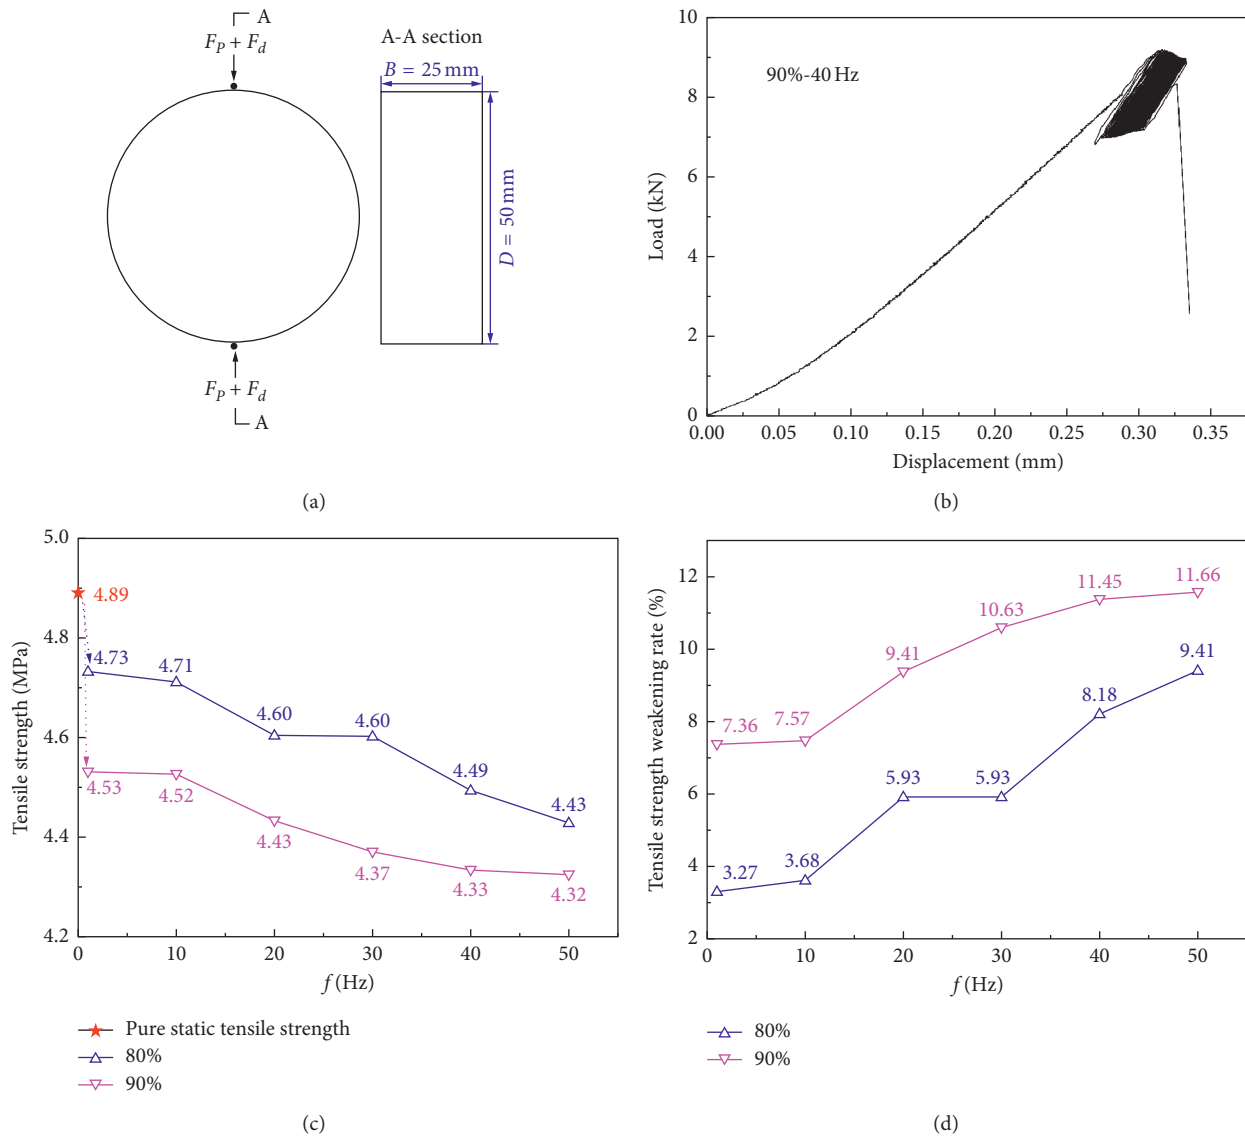 A
F_P + F_d
A-A section
B = 25 mm
D = 50 mm
F_P + F_d
A
(a)
10
8
6
4
2
0
Load (kN)
90%-40 Hz
0.00 0.05 0.10 0.15 0.20 0.25 0.30 0.35
Displacement (mm)
(b)
5.0
4.8
4.6
4.4
4.2
Tensile strength (MPa)
4.89
4.73
4.71
4.60
4.60
4.49
4.43
4.53
4.52
4.43
4.37
4.33
4.32
0 10 20 30 40 50
f (Hz)
Pure static tensile strength
80%
90%
(c)
12
10
8
6
4
2
Tensile strength weakening rate (%)
7.36
7.57
9.41
10.63
11.45
11.66
3.27
3.68
5.93
5.93
8.18
9.41
0 10 20 30 40 50
f (Hz)
80%
90%
(d)